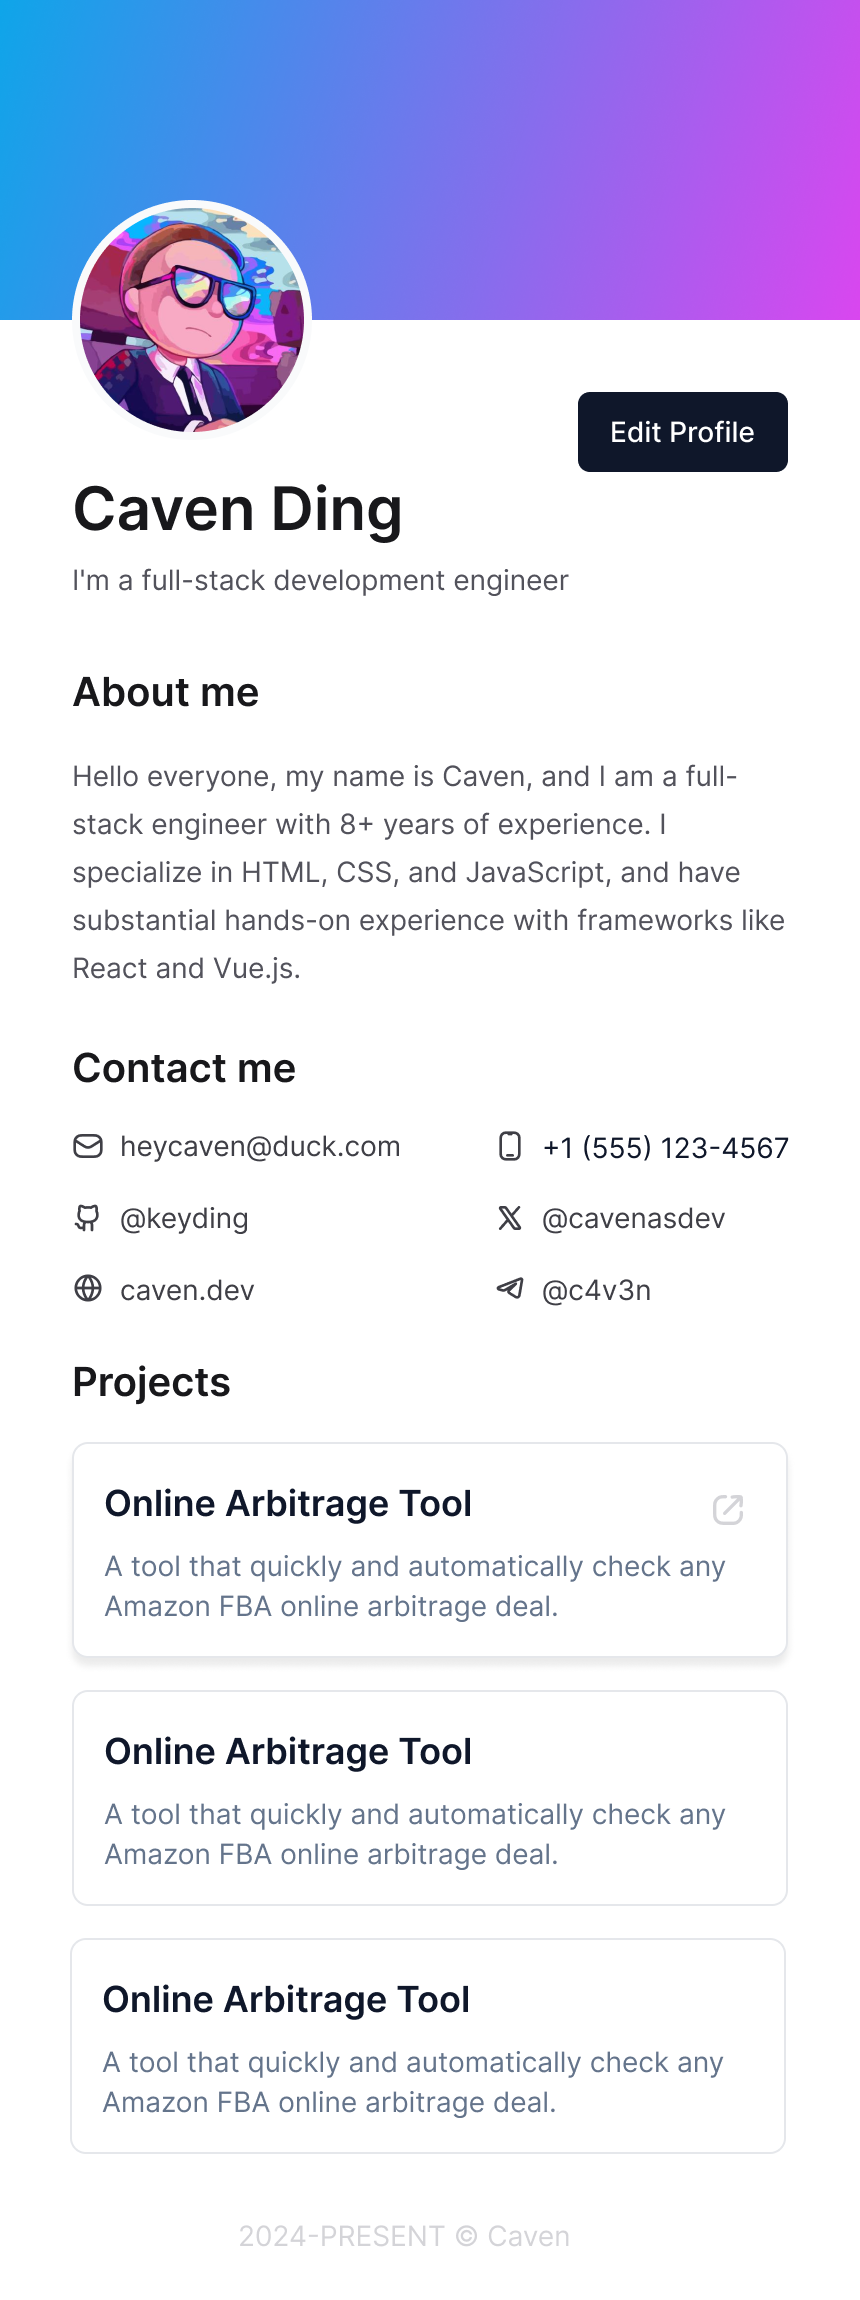 Edit Profile
Caven Ding
I'm a full-stack development engineer
About me
Hello everyone, my name is Caven, and I am a full-
stack engineer with 8+ years of experience. I
specialize in HTML, CSS, and JavaScript, and have
substantial hands-on experience with frameworks like
React and Vue.js.
Contact me
heycaven@duck.com
+1 (555) 123-4567
@keyding
@cavenasdev
caven.dev
@c4v3n
Projects
Online Arbitrage Tool
A tool that quickly and automatically check any
Amazon FBA online arbitrage deal.
Online Arbitrage Tool
A tool that quickly and automatically check any
Amazon FBA online arbitrage deal.
Online Arbitrage Tool
A tool that quickly and automatically check any
Amazon FBA online arbitrage deal.
2024-PRESENT © Caven